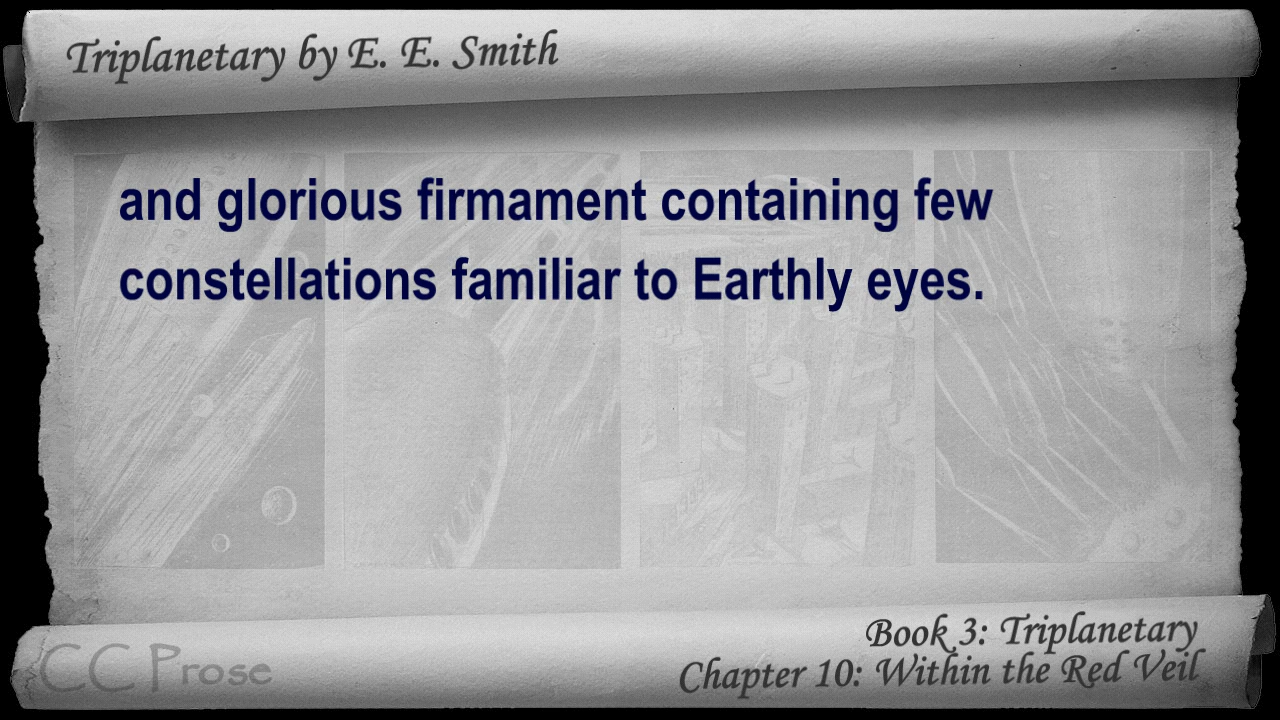 Triplanetary by E. E. Smith
and glorious firmament containing few
constellations familiar to Earthly eyes.
Book 3: Triplanetary
Chapter 10: Within the Red Veil
CC Prose